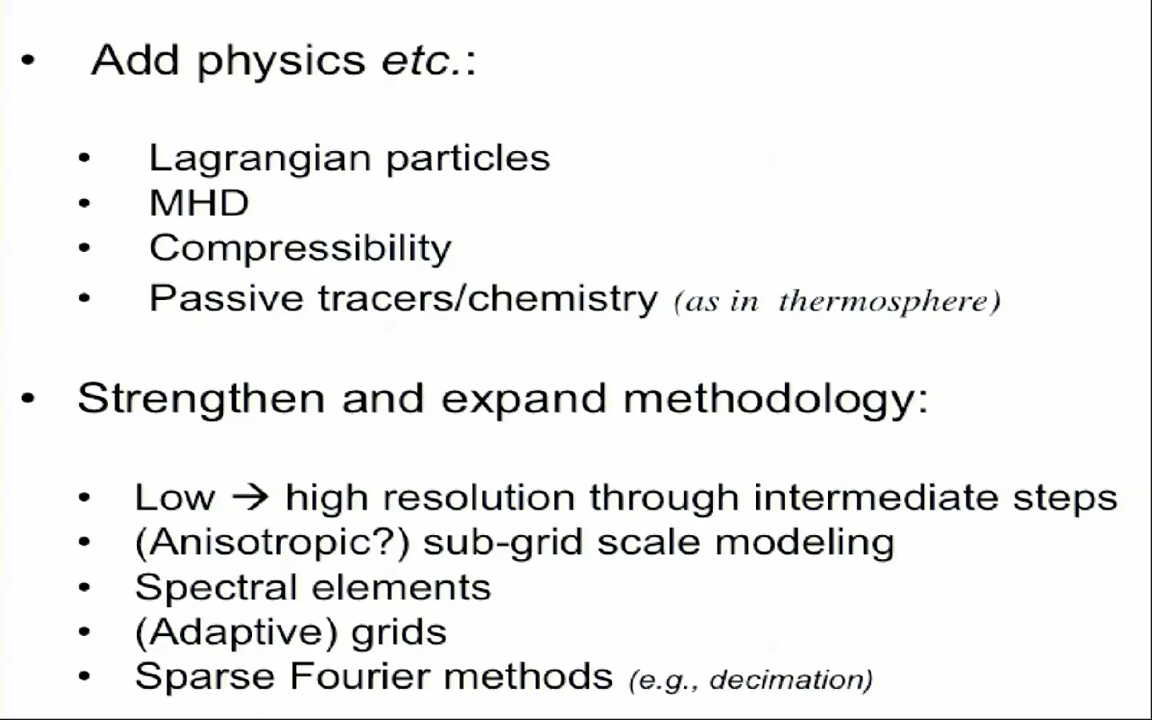 • Add physics etc.:
• Lagrangian particles
• MHD
• Compressibility
• Passive tracers/chemistry (as in thermosphere)
• Strengthen and expand methodology:
• Low → high resolution through intermediate steps
• (Anisotropic?) sub-grid scale modeling
• Spectral elements
• (Adaptive) grids
• Sparse Fourier methods (e.g., decimation)